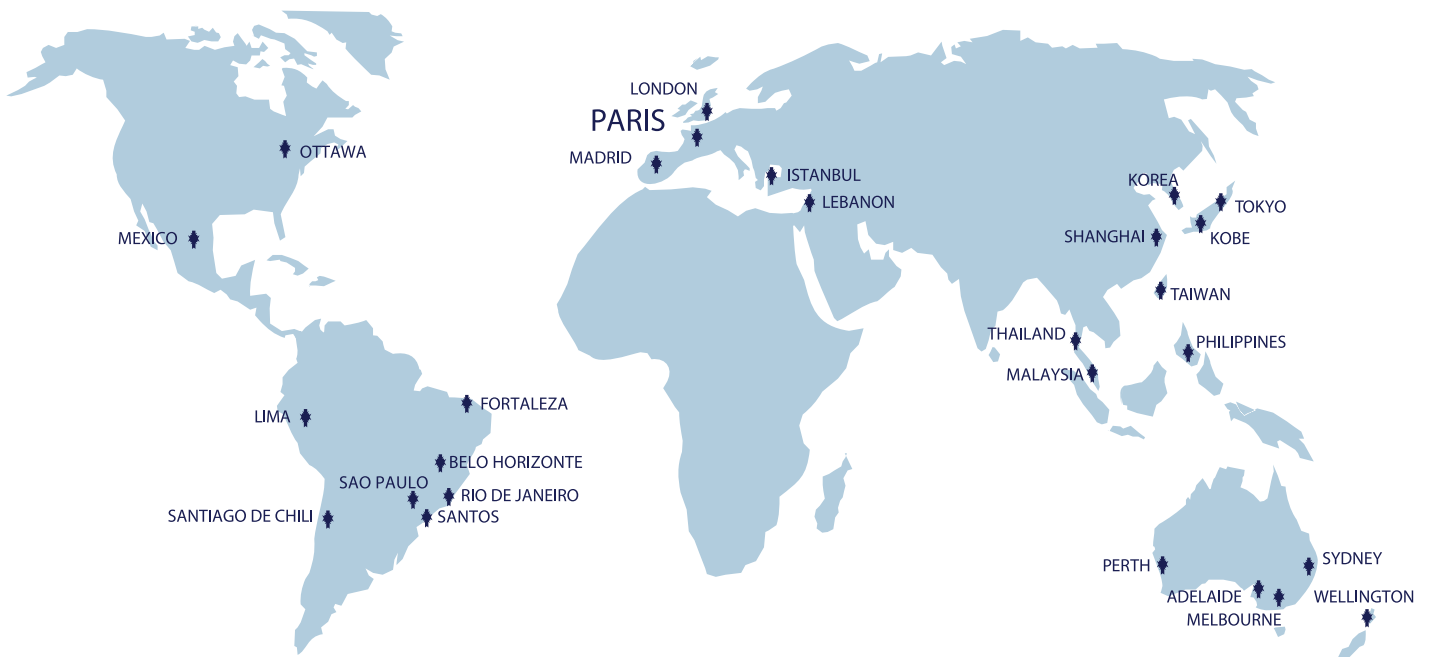 LONDON
PARIS
MADRID
OTTAWA
ISTANBUL
LEBANON
KOREA
TOKYO
MEXICO
SHANGHAI
KOBE
TAIWAN
THAILAND
PHILIPPINES
MALAYSIA
LIMA
FORTALEZA
BELO HORIZONTE
SAO PAULO
RIO DE JANEIRO
SANTIAGO DE CHILI
SANTOS
PERTH
SYDNEY
ADELAIDE
WELLINGTON
MELBOURNE